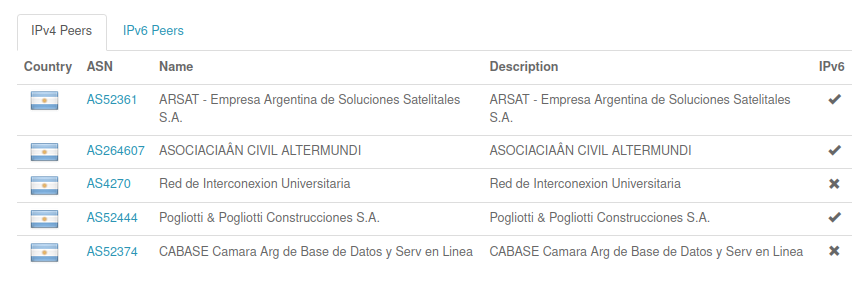 IPv4 Peers IPv6 Peers
Country ASN Name Description IPv6
AS52361 ARSAT - Empresa Argentina de Soluciones Satelitales ARSAT - Empresa Argentina de Soluciones Satelitales ✔
S.A. S.A.
AS264607 ASOCIACIAÂN CIVIL ALTERMUNDI ASOCIACIAÂN CIVIL ALTERMUNDI ✔
AS4270 Red de Interconexion Universitaria Red de Interconexion Universitaria ✖
AS52444 Pogliotti & Pogliotti Construcciones S.A. Pogliotti & Pogliotti Construcciones S.A. ✔
AS52374 CABASE Camara Arg de Base de Datos y Serv en Linea CABASE Camara Arg de Base de Datos y Serv en Linea ✖